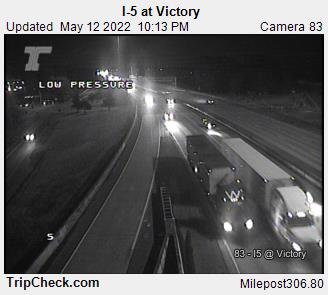 I-5 at Victory
Updated May 12 2022 10:13 PM Camera 83
T
LOW PRESSURE
W
S
83 - I5 @ Victory
TripCheck.com Milepost306.80